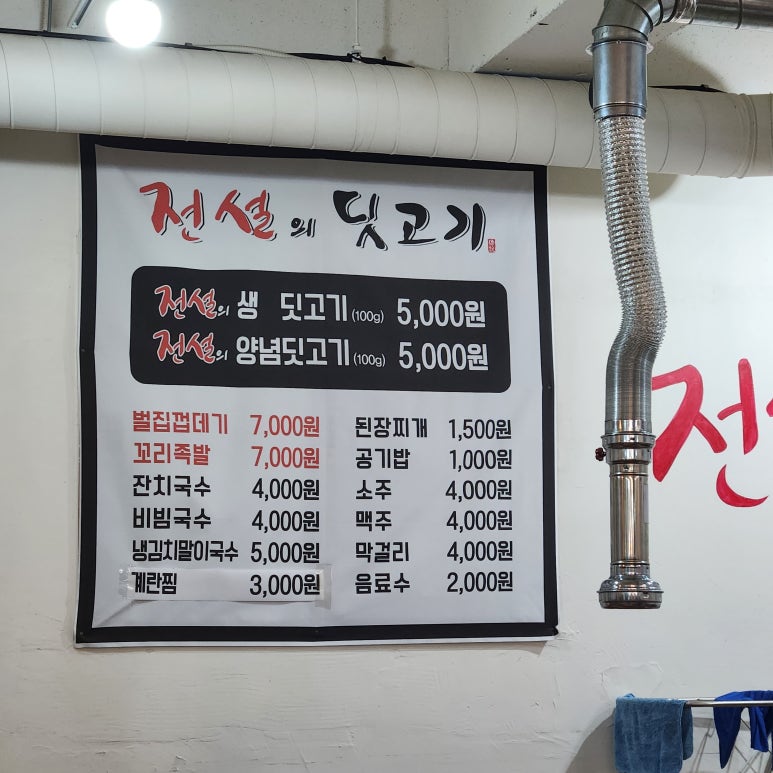 전설의 딧고기
전설의 생 딧고기(100g) 5,000원
전설의 양념딧고기(100g) 5,000원
벌집껍데기 7,000원
꼬리족발 7,000원
잔치국수 4,000원
비빔국수 4,000원
냉김치말이국수 5,000원
계란찜 3,000원
된장찌개 1,500원
공기밥 1,000원
소주 4,000원
맥주 4,000원
막걸리 4,000원
음료수 2,000원
전